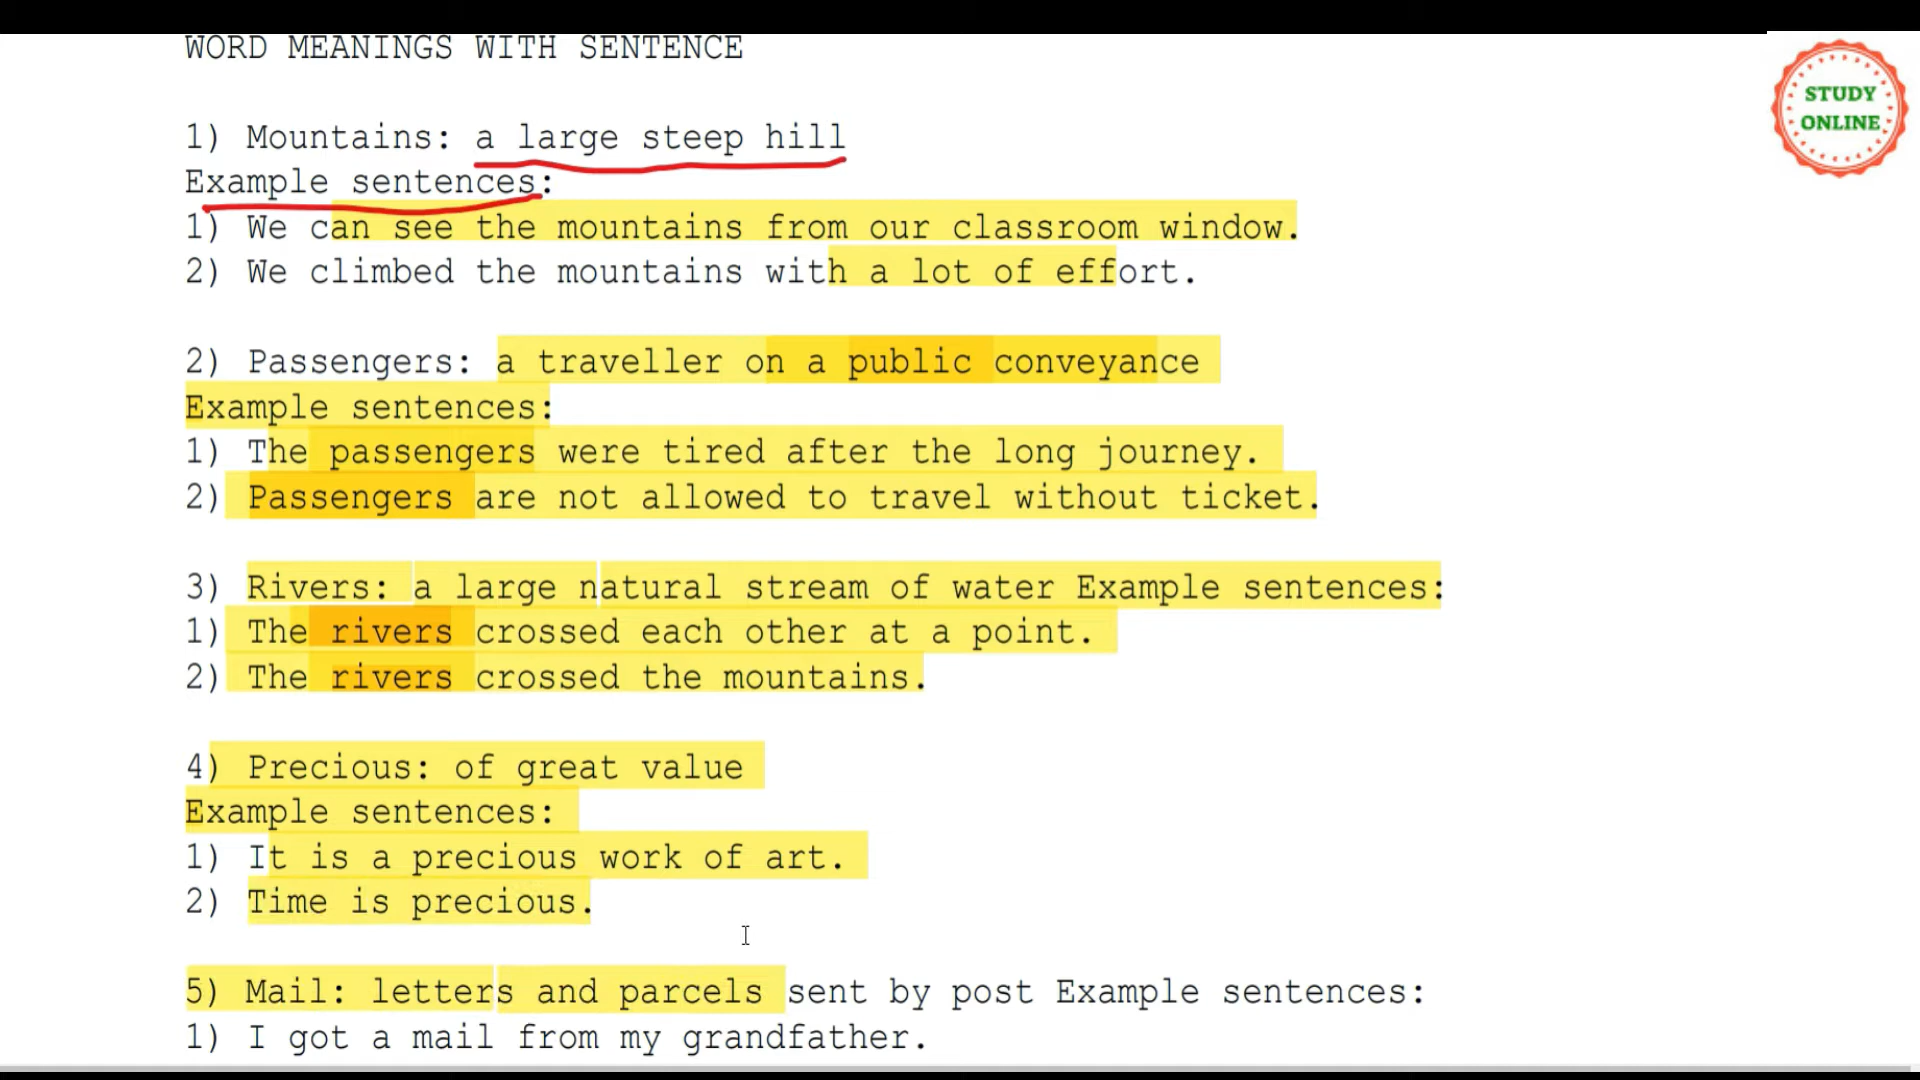 WORD MEANINGS WITH SENTENCE
STUDY
ONLINE
1) Mountains: a large steep hill
Example sentences:
1) We can see the mountains from our classroom window.
2) We climbed the mountains with a lot of effort.
2) Passengers: a traveller on a public conveyance
Example sentences:
1) The passengers were tired after the long journey.
2) Passengers are not allowed to travel without ticket.
3) Rivers: a large natural stream of water Example sentences:
1) The rivers crossed each other at a point.
2) The rivers crossed the mountains.
4) Precious: of great value
Example sentences:
1) It is a precious work of art.
2) Time is precious.
5) Mail: letters and parcels sent by post Example sentences:
1) I got a mail from my grandfather.